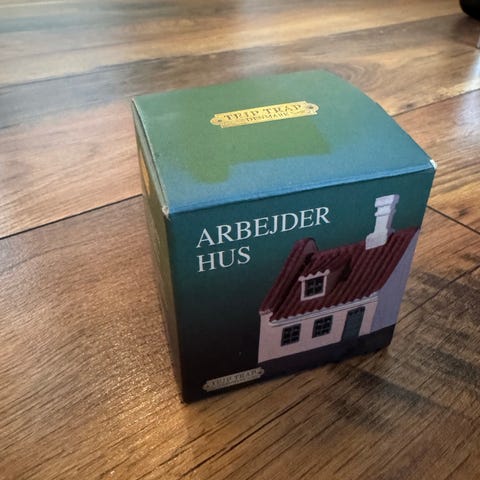 TRIP TRAP
DENMARK
ARBEJDER
HUS
TRIP TRAP